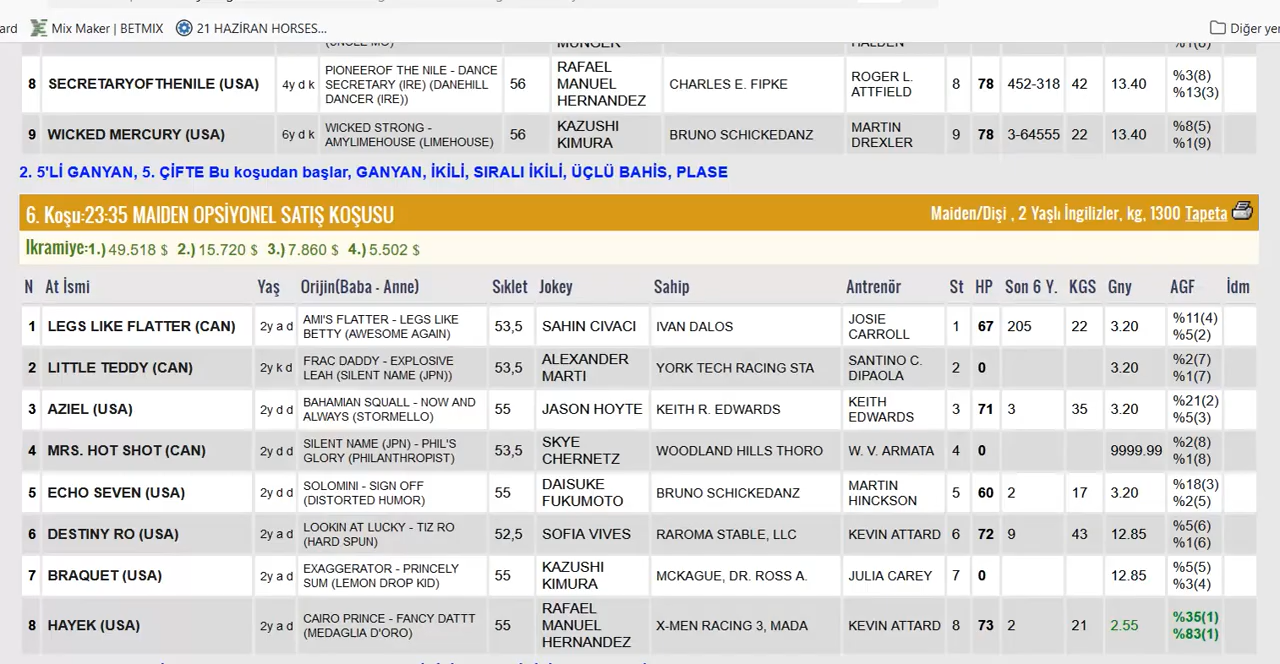 ard Mix Maker | BETMIX 21 HAZİRAN HORSES... Diğer yer
8 SECRETARYOFTHENILE (USA) 4y d k PIONEEROF THE NILE - DANCE SECRETARY (IRE) (DANEHILL DANCER (IRE)) 56 RAFAEL MANUEL HERNANDEZ CHARLES E. FIPKE ROGER L. ATTFIELD 8 78 452-318 42 13.40 %3(8) %13(3)
9 WICKED MERCURY (USA) 6y d k WICKED STRONG - AMYLIMEHOUSE (LIMEHOUSE) 56 KAZUSHI KIMURA BRUNO SCHICKEDANZ MARTIN DREXLER 9 78 3-64555 22 13.40 %8(5) %1(9)
2. 5'Lİ GANYAN, 5. ÇİFTE Bu koşudan başlar, GANYAN, İKİLİ, SIRALI İKİLİ, ÜÇLÜ BAHİS, PLASE
6. Koşu:23:35 MAIDEN OPSİYONEL SATIŞ KOŞUSU Maiden/Dişi , 2 Yaşlı İngilizler, kg, 1300 Tapeta
Ikramiye:1.) 49.518 $ 2.) 15.720 $ 3.) 7.860 $ 4.) 5.502 $
N At İsmi Yaş Orijin(Baba - Anne) Sıklet Jokey Sahip Antrenör St HP Son 6 Y. KGS Gny AGF İdm
1 LEGS LIKE FLATTER (CAN) 2y a d AMI'S FLATTER - LEGS LIKE BETTY (AWESOME AGAIN) 53,5 SAHIN CIVACI IVAN DALOS JOSIE CARROLL 1 67 205 22 3.20 %11(4) %5(2)
2 LITTLE TEDDY (CAN) 2y k d FRAC DADDY - EXPLOSIVE LEAH (SILENT NAME (JPN)) 53,5 ALEXANDER MARTI YORK TECH RACING STA SANTINO C. DIPAOLA 2 0 3.20 %2(7) %1(7)
3 AZIEL (USA) 2y d d BAHAMIAN SQUALL - NOW AND ALWAYS (STORMELLO) 55 JASON HOYTE KEITH R. EDWARDS KEITH EDWARDS 3 71 3 35 3.20 %21(2) %5(3)
4 MRS. HOT SHOT (CAN) 2y d d SILENT NAME (JPN) - PHIL'S GLORY (PHILANTHROPIST) 53,5 SKYE CHERNETZ WOODLAND HILLS THORO W. V. ARMATA 4 0 9999.99 %2(8) %1(8)
5 ECHO SEVEN (USA) 2y d d SOLOMINI - SIGN OFF (DISTORTED HUMOR) 55 DAISUKE FUKUMOTO BRUNO SCHICKEDANZ MARTIN HINCKSON 5 60 2 17 3.20 %18(3) %2(5)
6 DESTINY RO (USA) 2y a d LOOKIN AT LUCKY - TIZ RO (HARD SPUN) 52,5 SOFIA VIVES RAROMA STABLE, LLC KEVIN ATTARD 6 72 9 43 12.85 %5(6) %1(6)
7 BRAQUET (USA) 2y a d EXAGGERATOR - PRINCELY SUM (LEMON DROP KID) 55 KAZUSHI KIMURA MCKAGUE, DR. ROSS A. JULIA CAREY 7 0 12.85 %5(5) %3(4)
8 HAYEK (USA) 2y a d CAIRO PRINCE - FANCY DATTT (MEDAGLIA D'ORO) 55 RAFAEL MANUEL HERNANDEZ X-MEN RACING 3, MADA KEVIN ATTARD 8 73 2 21 2.55 %35(1) %83(1)